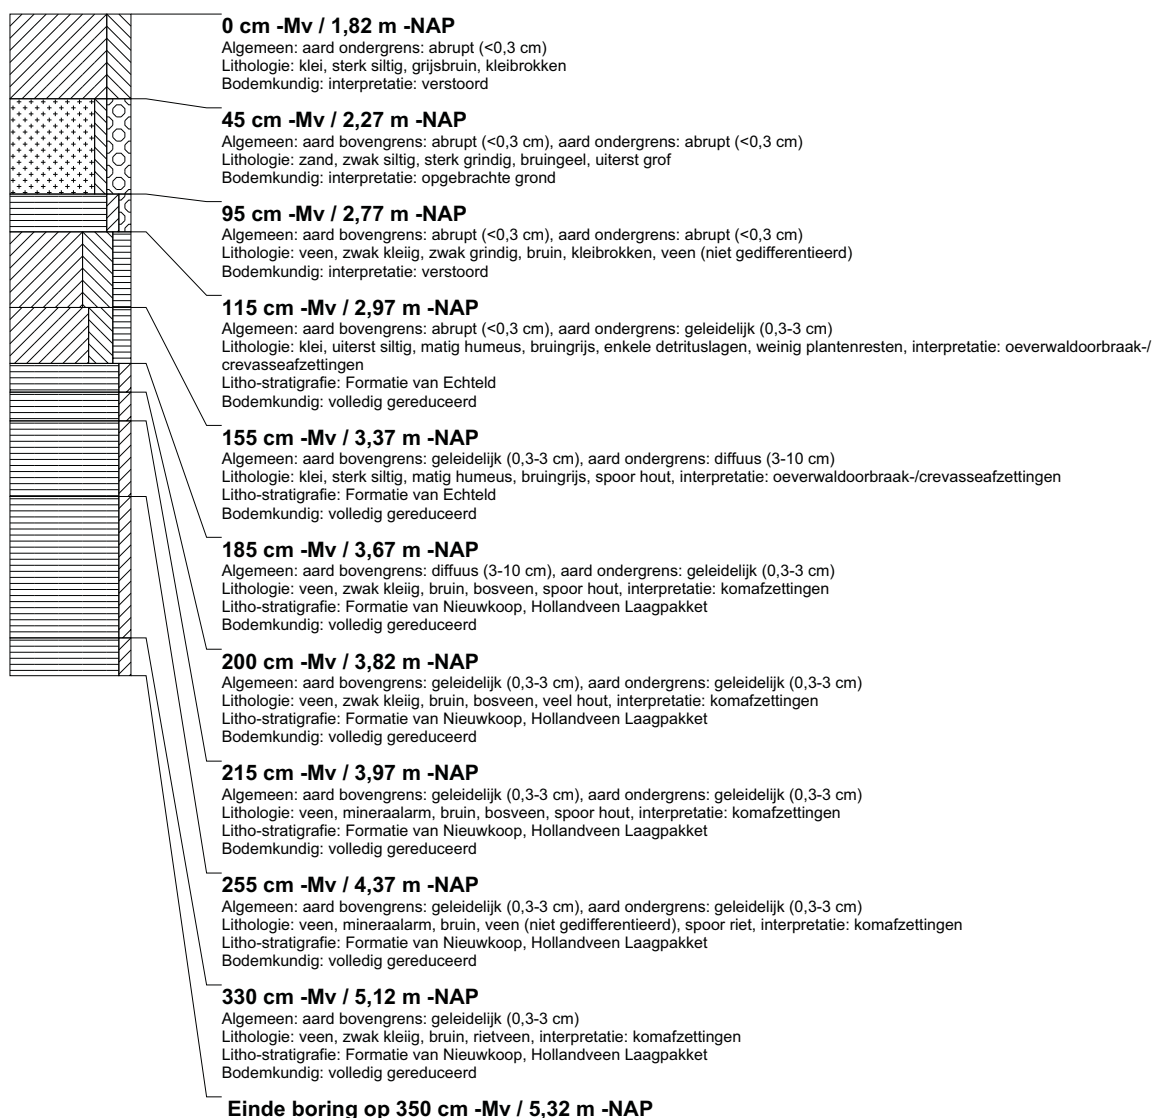 0 cm -Mv / 1,82 m -NAP
Algemeen: aard ondergrens: abrupt (<0,3 cm)
Lithologie: klei, sterk siltig, grijsbruin, kleibrokken
Bodemkundig: interpretatie: verstoord
45 cm -Mv / 2,27 m -NAP
Algemeen: aard bovengrens: abrupt (<0,3 cm), aard ondergrens: abrupt (<0,3 cm)
Lithologie: zand, zwak siltig, sterk grindig, bruingeel, uiterst grof
Bodemkundig: interpretatie: opgebrachte grond
95 cm -Mv / 2,77 m -NAP
Algemeen: aard bovengrens: abrupt (<0,3 cm), aard ondergrens: abrupt (<0,3 cm)
Lithologie: veen, zwak kleiig, zwak grindig, bruin, kleibrokken, veen (niet gedifferentieerd)
Bodemkundig: interpretatie: verstoord
115 cm -Mv / 2,97 m -NAP
Algemeen: aard bovengrens: abrupt (<0,3 cm), aard ondergrens: geleidelijk (0,3-3 cm)
Lithologie: klei, uiterst siltig, matig humeus, bruingrijs, enkele detrituslagen, weinig plantenresten, interpretatie: oeverwaldoorbraak-/
crevasseafzettingen
Litho-stratigrafie: Formatie van Echteld
Bodemkundig: volledig gereduceerd
155 cm -Mv / 3,37 m -NAP
Algemeen: aard bovengrens: geleidelijk (0,3-3 cm), aard ondergrens: diffuus (3-10 cm)
Lithologie: klei, sterk siltig, matig humeus, bruingrijs, spoor hout, interpretatie: oeverwaldoorbraak-/crevasseafzettingen
Litho-stratigrafie: Formatie van Echteld
Bodemkundig: volledig gereduceerd
185 cm -Mv / 3,67 m -NAP
Algemeen: aard bovengrens: diffuus (3-10 cm), aard ondergrens: geleidelijk (0,3-3 cm)
Lithologie: veen, zwak kleiig, bruin, bosveen, spoor hout, interpretatie: komafzettingen
Litho-stratigrafie: Formatie van Nieuwkoop, Hollandveen Laagpakket
Bodemkundig: volledig gereduceerd
200 cm -Mv / 3,82 m -NAP
Algemeen: aard bovengrens: geleidelijk (0,3-3 cm), aard ondergrens: geleidelijk (0,3-3 cm)
Lithologie: veen, zwak kleiig, bruin, bosveen, veel hout, interpretatie: komafzettingen
Litho-stratigrafie: Formatie van Nieuwkoop, Hollandveen Laagpakket
Bodemkundig: volledig gereduceerd
215 cm -Mv / 3,97 m -NAP
Algemeen: aard bovengrens: geleidelijk (0,3-3 cm), aard ondergrens: geleidelijk (0,3-3 cm)
Lithologie: veen, mineraalarm, bruin, bosveen, spoor hout, interpretatie: komafzettingen
Litho-stratigrafie: Formatie van Nieuwkoop, Hollandveen Laagpakket
Bodemkundig: volledig gereduceerd
255 cm -Mv / 4,37 m -NAP
Algemeen: aard bovengrens: geleidelijk (0,3-3 cm), aard ondergrens: geleidelijk (0,3-3 cm)
Lithologie: veen, mineraalarm, bruin, veen (niet gedifferentieerd), spoor riet, interpretatie: komafzettingen
Litho-stratigrafie: Formatie van Nieuwkoop, Hollandveen Laagpakket
Bodemkundig: volledig gereduceerd
330 cm -Mv / 5,12 m -NAP
Algemeen: aard bovengrens: geleidelijk (0,3-3 cm)
Lithologie: veen, zwak kleiig, bruin, rietveen, interpretatie: komafzettingen
Litho-stratigrafie: Formatie van Nieuwkoop, Hollandveen Laagpakket
Bodemkundig: volledig gereduceerd
Einde boring op 350 cm -Mv / 5,32 m -NAP